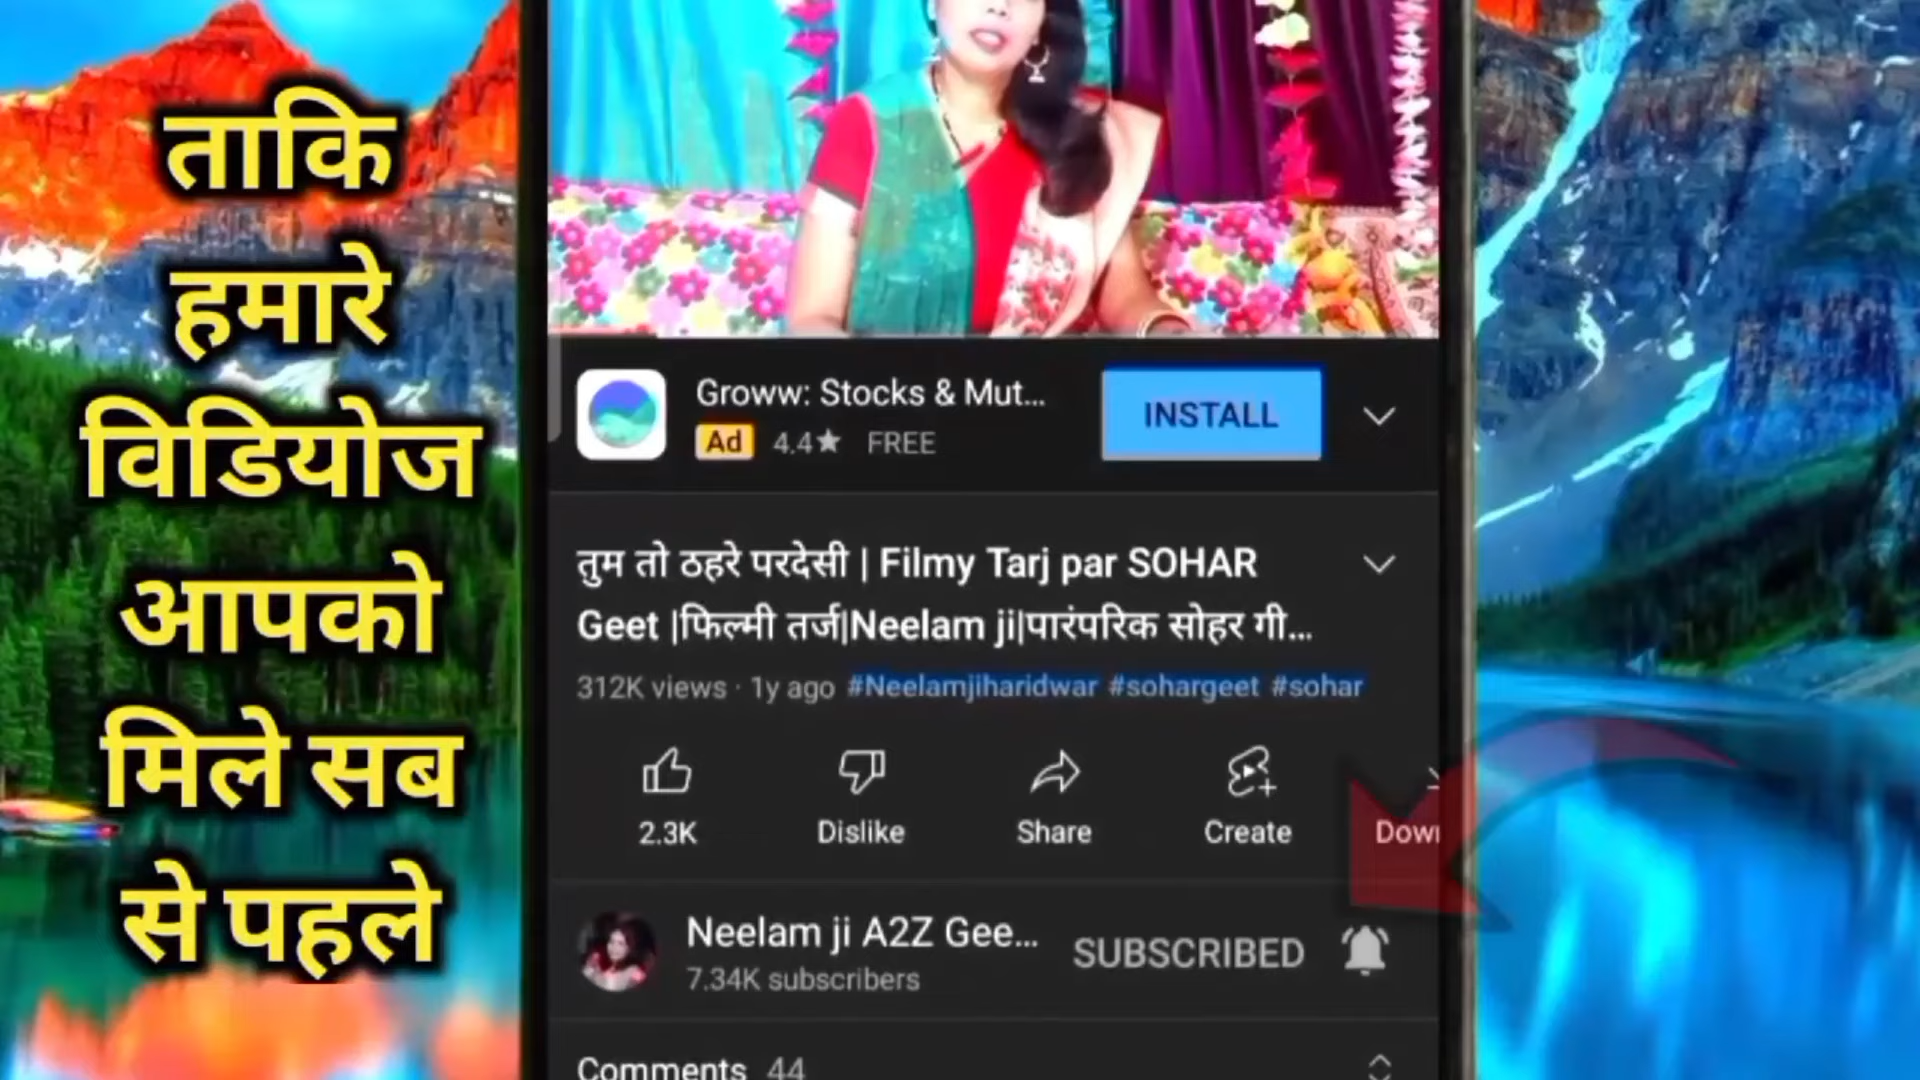 ताकि
हमारे
विडियोज
आपको
मिले सब
से पहले
Groww: Stocks & Mut...
Ad 4.4★ FREE
INSTALL
तुम तो ठहरे परदेसी | Filmy Tarj par SOHAR
Geet |फिल्मी तर्ज|Neelam ji|पारंपरिक सोहर गी...
312K views · 1y ago #Neelamjiharidwar #sohargeet #sohar
2.3K Dislike Share Create Down
Neelam ji A2Z Gee...
7.34K subscribers
SUBSCRIBED
Comments 44